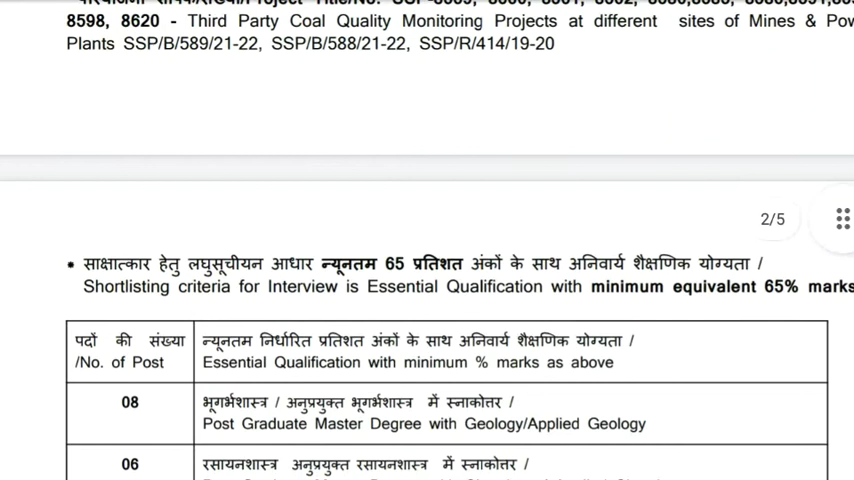 8598, 8620 - Third Party Coal Quality Monitoring Projects at different sites of Mines &
Plants SSP/B/589/21-22, SSP/B/588/21-22, SSP/R/414/19-20
2/5
• साक्षात्कार हेतु लघुसूचीयन आधार न्यूनतम 65 प्रतिशत अंकों के साथ अनिवार्य शैक्षणिक योग्यता /
Shortlisting criteria for Interview is Essential Qualification with minimum equivalent 65% marks
पदों की संख्या
/No. of Post
न्यूनतम निर्धारित प्रतिशत अंकों के साथ अनिवार्य शैक्षणिक योग्यता /
Essential Qualification with minimum % marks as above
08
भूगर्भशास्त्र / अनुप्रयुक्त भूगर्भशास्त्र में स्नाकोत्तर /
Post Graduate Master Degree with Geology/Applied Geology
06
रसायनशास्त्र अनुप्रयुक्त रसायनशास्त्र में स्नाकोत्तर /